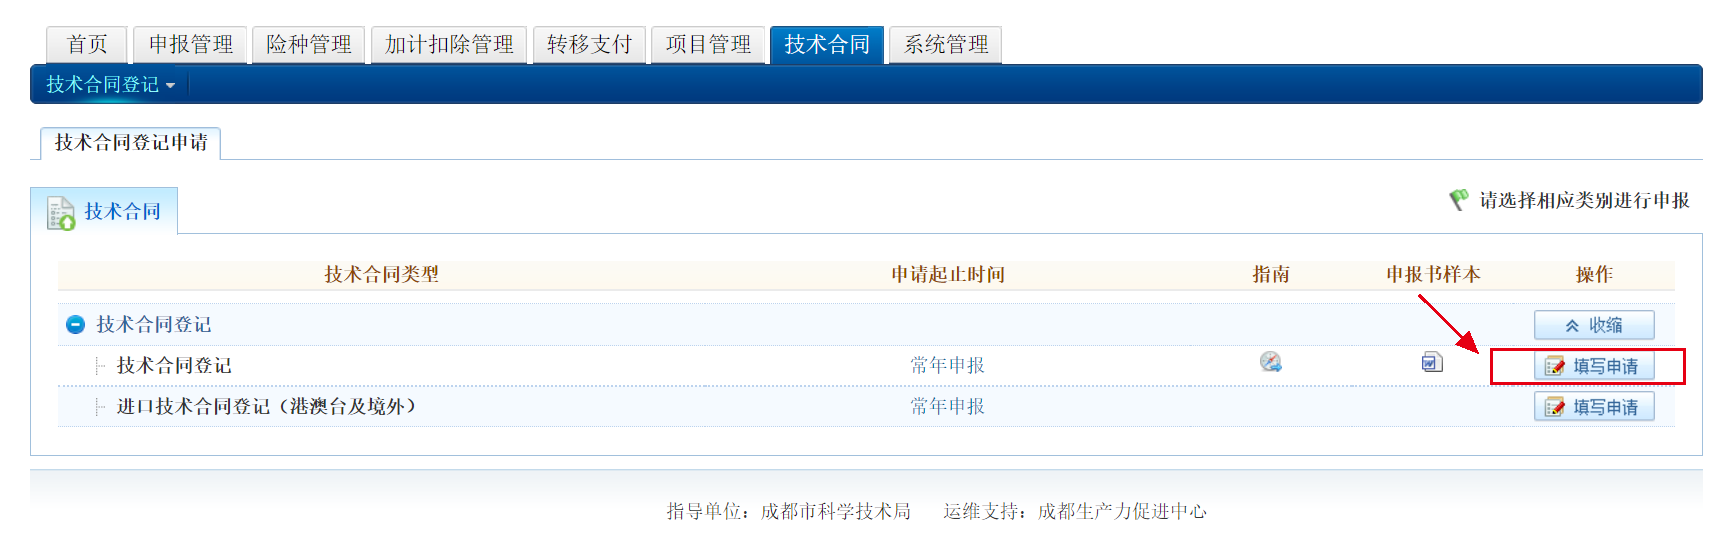 首页 申报管理 险种管理 加计扣除管理 转移支付 项目管理 技术合同 系统管理
技术合同登记
技术合同登记申请
技术合同 请选择相应类别进行申报
技术合同类型 申请起止时间 指南 申报书样本 操作
技术合同登记 收缩
技术合同登记 常年申报 填写申请
进口技术合同登记（港澳台及境外） 常年申报 填写申请
指导单位：成都市科学技术局 运维支持：成都生产力促进中心